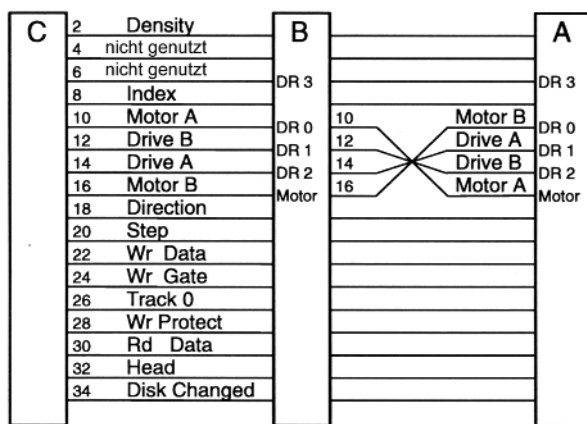 C B A
2 Density
4 nicht genutzt
6 nicht genutzt
DR 3 DR 3
8 Index
10 Motor A 10 Motor B
DR 0 DR 0
12 Drive B 12 Drive A
DR 1 DR 1
14 Drive A 14 Drive B
DR 2 DR 2
16 Motor B 16 Motor A
Motor Motor
18 Direction
20 Step
22 Wr Data
24 Wr Gate
26 Track 0
28 Wr Protect
30 Rd Data
32 Head
34 Disk Changed